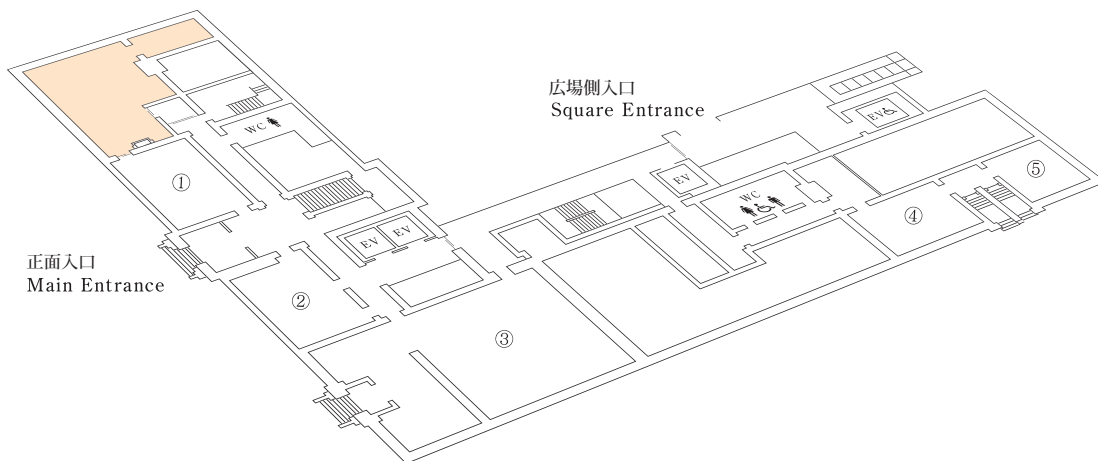 広場側入口
Square Entrance
EV
WC
①
EV
WC
⑤
④
EV
EV
正面入口
Main Entrance
②
③